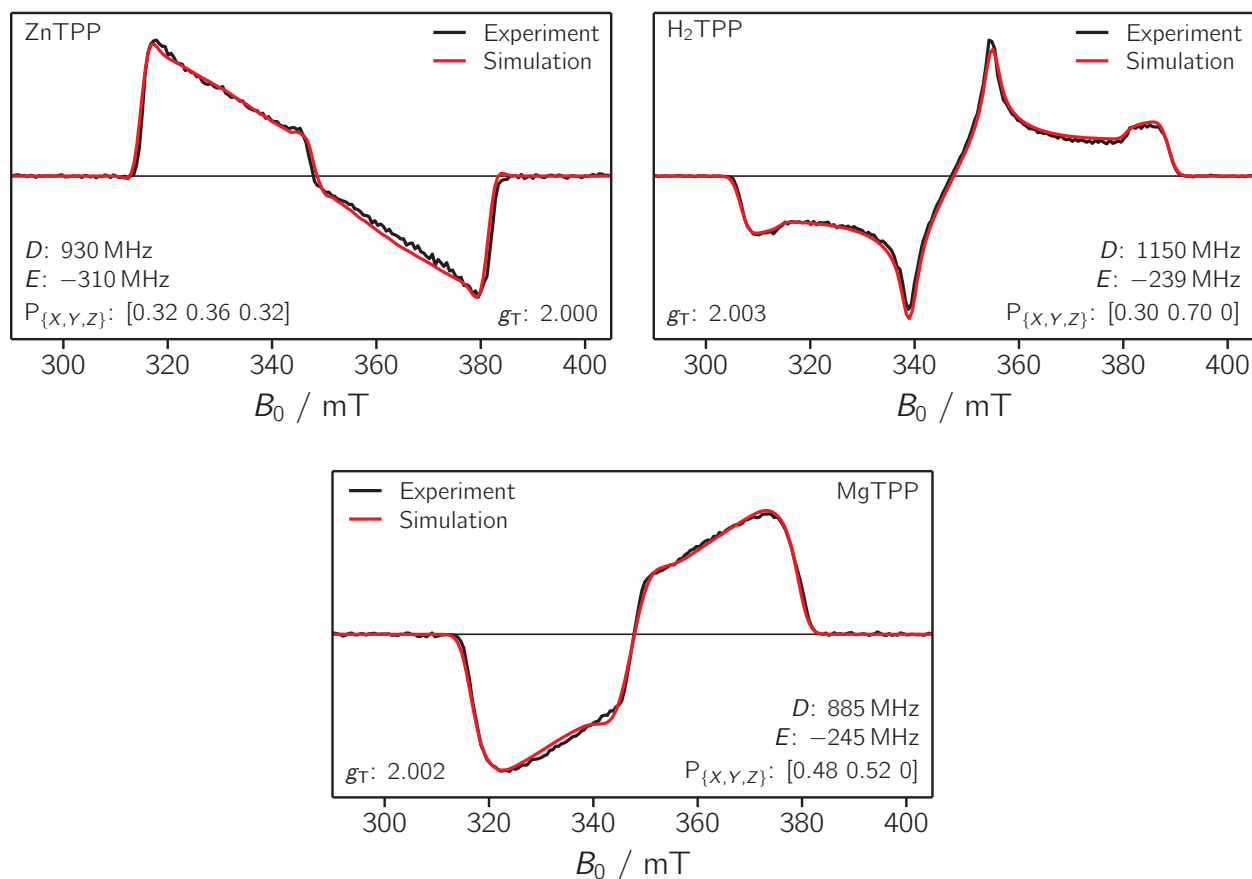 ZnTPP
Experiment
Simulation
D: 930 MHz
E: −310 MHz
P{X,Y,Z}: [0.32 0.36 0.32]
gT: 2.000
300 320 340 360 380 400
B0 / mT
H2TPP
Experiment
Simulation
D: 1150 MHz
E: −239 MHz
gT: 2.003
P{X,Y,Z}: [0.30 0.70 0]
300 320 340 360 380 400
B0 / mT
Experiment
Simulation
MgTPP
D: 885 MHz
E: −245 MHz
gT: 2.002
P{X,Y,Z}: [0.48 0.52 0]
300 320 340 360 380 400
B0 / mT